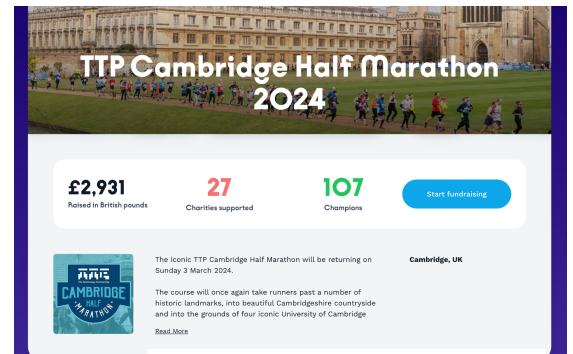 TTP Cambridge Half Marathon
2024
£2,931
Raised in British pounds
27
Charities supported
107
Champions
Start fundraising
TTP
CAMBRIDGE
HALF
MARATHON
The iconic TTP Cambridge Half Marathon will be returning on
Sunday 3 March 2024.
Cambridge, UK
The course will once again take runners past a number of
historic landmarks, into beautiful Cambridgeshire countryside
and into the grounds of four iconic University of Cambridge
Read More